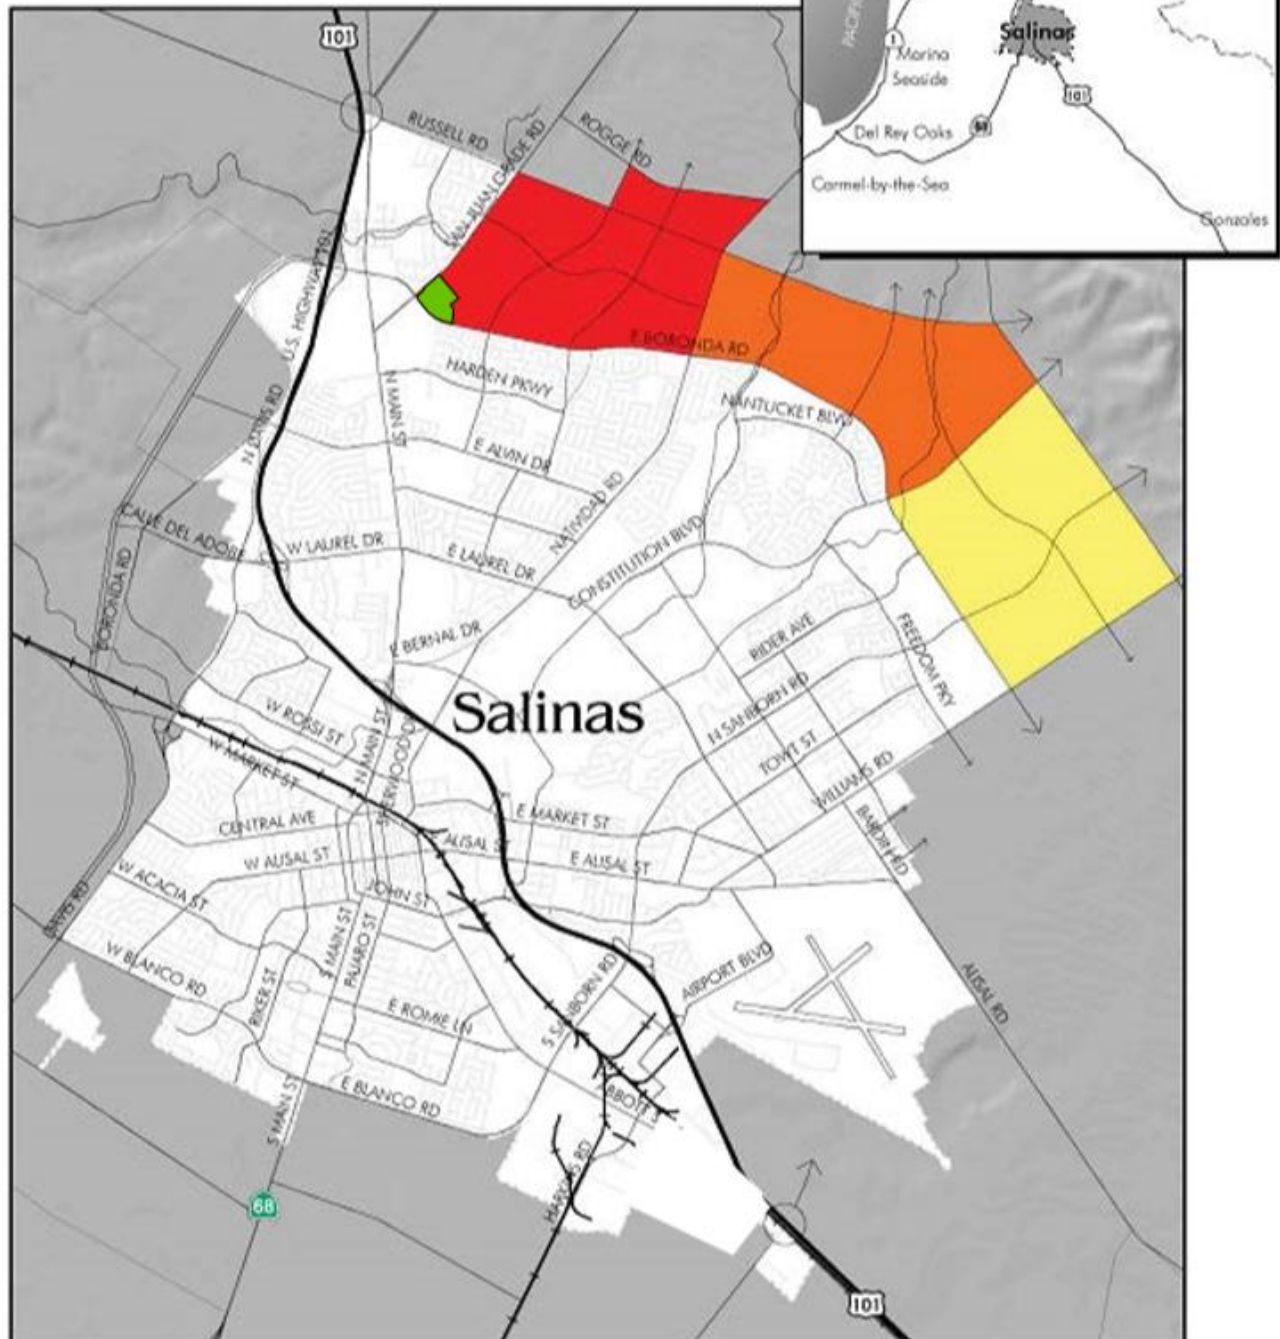 101
PACIFIC
1
Salinas
Marina
Seaside
101
Del Rey Oaks
68
Carmel-by-the-Sea
Gonzales
RUSSELL RD
SAN JUAN GRADE RD
ROGGE RD
U.S. HIGHWAY 101
E BORONDA RD
HARDEN PKWY
N MAIN ST
NANTUCKET BLVD
N DAVIS RD
E ALVIN DR
NATIVIDAD RD
CALLE DEL ADOBE
W LAUREL DR
E LAUREL DR
CONSTITUTION BLVD
BORONDA RD
E BERNAL DR
RIDER AVE
FREEDOM PKY
Salinas
W ROSSI ST
N MAIN ST
SHERWOOD
N SANBORN RD
W MARKET ST
TOWT ST
WILLIAMS RD
CENTRAL AVE
E MARKET ST
BARDIN RD
W ALISAL ST
ALISAL ST
E ALISAL ST
W ACACIA ST
JOHN ST
DAVIS RD
S MAIN ST
PAJARO ST
W BLANCO RD
RIKER ST
E ROMIE LN
S SANBORN RD
AIRPORT BLVD
ALISAL RD
E BLANCO RD
ABBOTT S
S MAIN ST
HARKINS RD
68
101